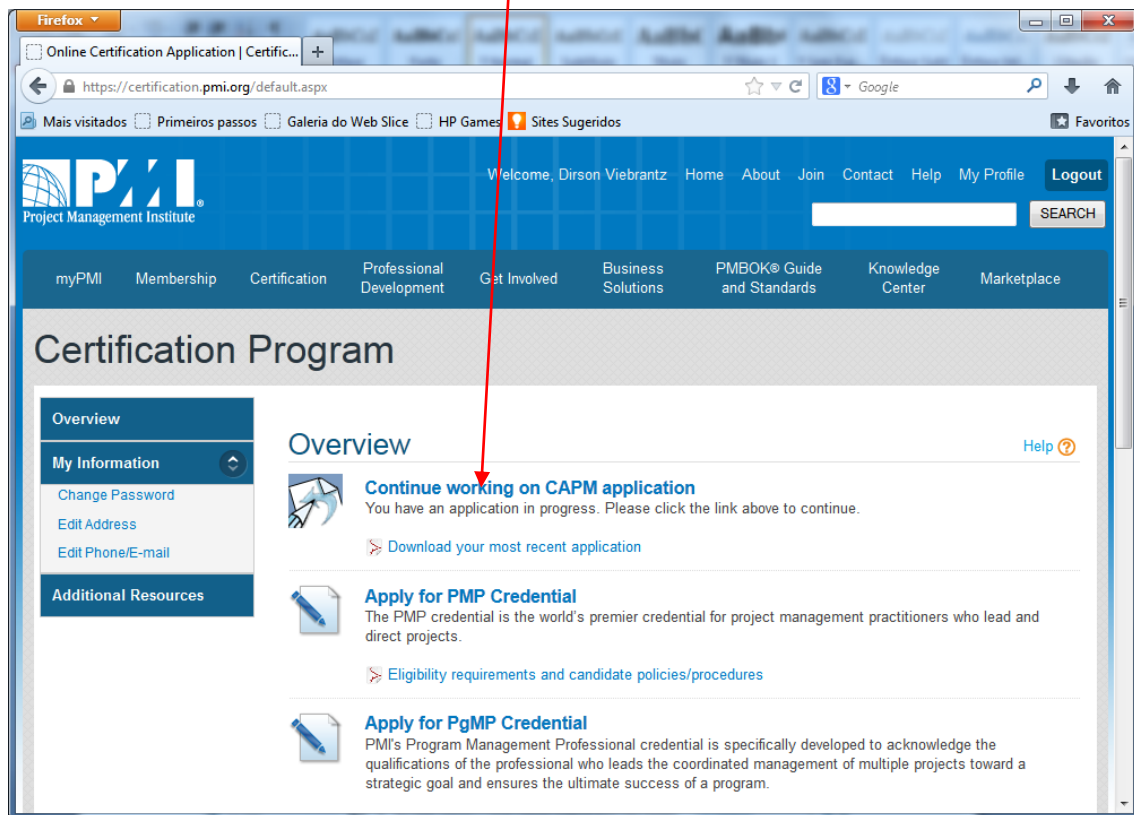 Firefox
Online Certification Application | Certific...
https://certification.pmi.org/default.aspx
Google
Mais visitados Primeiros passos Galeria do Web Slice HP Games Sites Sugeridos Favoritos
PMI®
Project Management Institute
Welcome, Dirson Viebrantz Home About Join Contact Help My Profile Logout
SEARCH
myPMI Membership Certification Professional Development Get Involved Business Solutions PMBOK® Guide and Standards Knowledge Center Marketplace
Certification Program
Overview
My Information
Change Password
Edit Address
Edit Phone/E-mail
Additional Resources
Overview
Help
Continue working on CAPM application
You have an application in progress. Please click the link above to continue.
Download your most recent application
Apply for PMP Credential
The PMP credential is the world's premier credential for project management practitioners who lead and
direct projects.
Eligibility requirements and candidate policies/procedures
Apply for PgMP Credential
PMI's Program Management Professional credential is specifically developed to acknowledge the
qualifications of the professional who leads the coordinated management of multiple projects toward a
strategic goal and ensures the ultimate success of a program.